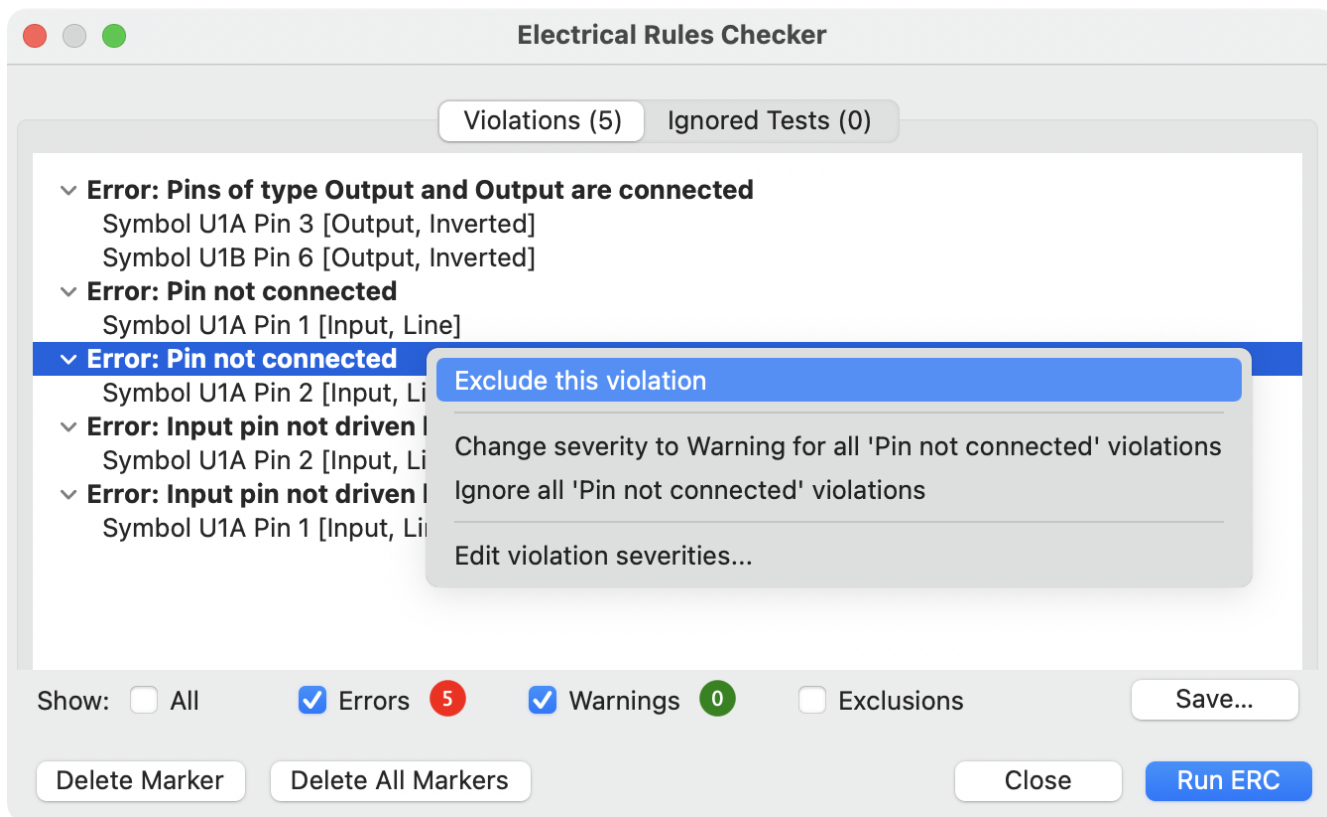 Electrical Rules Checker
Violations (5) Ignored Tests (0)
Error: Pins of type Output and Output are connected
Symbol U1A Pin 3 [Output, Inverted]
Symbol U1B Pin 6 [Output, Inverted]
Error: Pin not connected
Symbol U1A Pin 1 [Input, Line]
Error: Pin not connected
Exclude this violation
Symbol U1A Pin 2 [Input,
Error: Input pin not driven
Change severity to Warning for all 'Pin not connected' violations
Symbol U1A Pin 2 [Input,
Error: Input pin not driven
Ignore all 'Pin not connected' violations
Symbol U1A Pin 1 [Input,
Edit violation severities...
Show: All Errors 5 Warnings 0 Exclusions Save...
Delete Marker Delete All Markers Close Run ERC